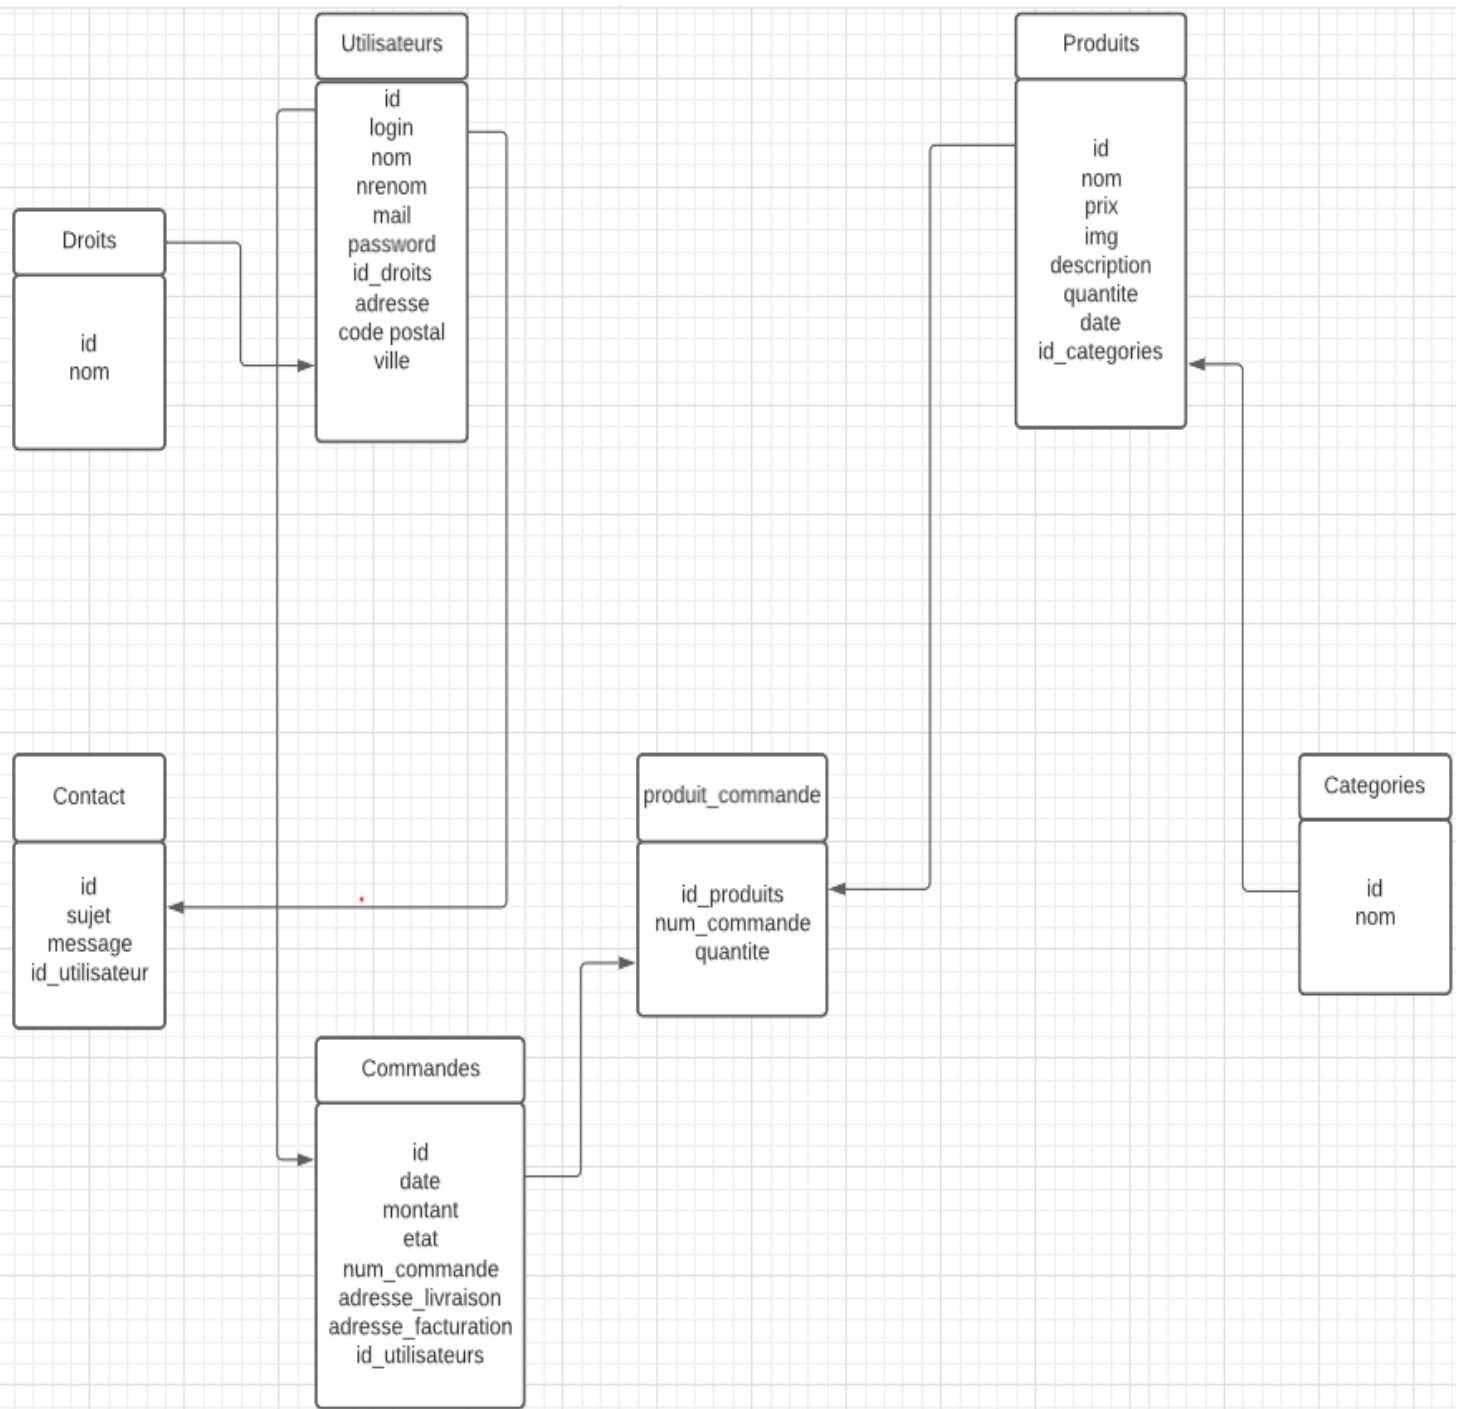 Utilisateurs
id
login
nom
nrenom
mail
password
id_droits
adresse
code postal
ville
Produits
id
nom
prix
img
description
quantite
date
id_categories
Droits
id
nom
Contact
id
sujet
message
id_utilisateur
produit_commande
id_produits
num_commande
quantite
Categories
id
nom
Commandes
id
date
montant
etat
num_commande
adresse_livraison
adresse_facturation
id_utilisateurs